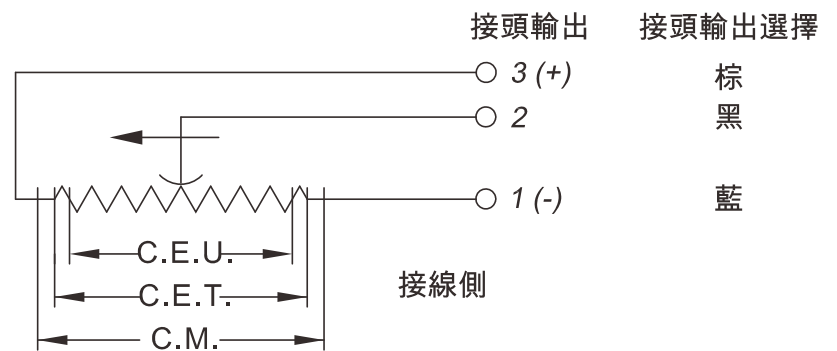 接頭輸出 接頭輸出選擇
3 (+) 棕
2 黑
1 (-) 藍
C.E.U.
接線側
C.E.T.
C.M.